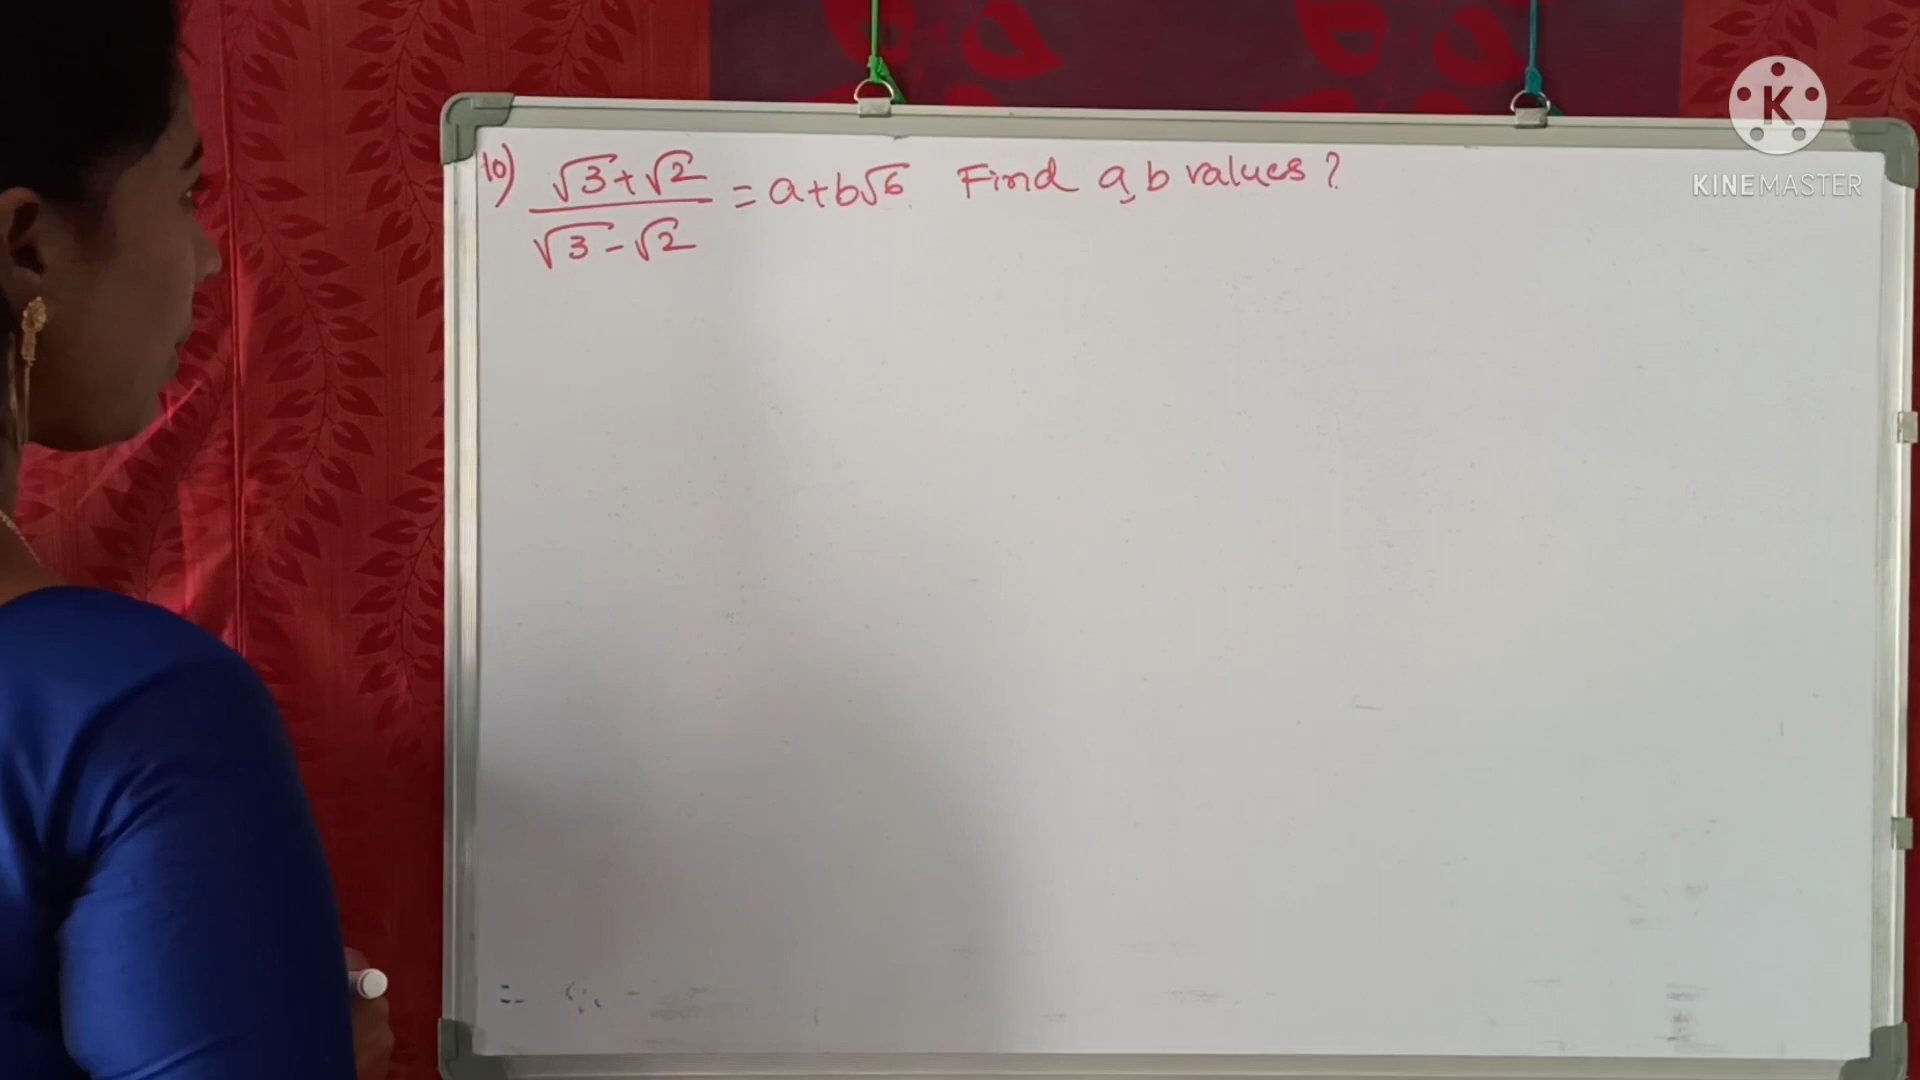 10) √3+√2 / √3-√2 = a+b√6 Find a,b values?
K
KINEMASTER